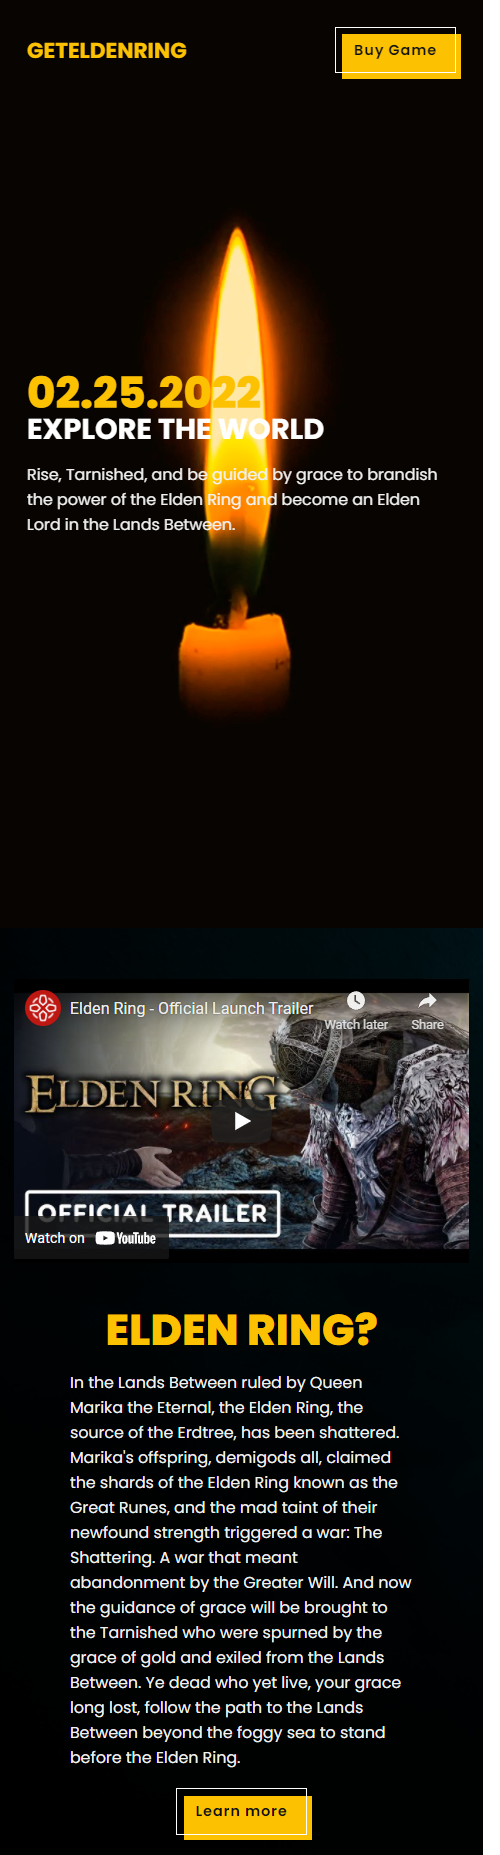 GETELDENRING
Buy Game
02.25.2022
EXPLORE THE WORLD
Rise, Tarnished, and be guided by grace to brandish
the power of the Elden Ring and become an Elden
Lord in the Lands Between.
Elden Ring - Official Launch Trailer
Watch later
Share
ELDEN RING
OFFICIAL TRAILER
Watch on YouTube
ELDEN RING?
In the Lands Between ruled by Queen
Marika the Eternal, the Elden Ring, the
source of the Erdtree, has been shattered.
Marika's offspring, demigods all, claimed
the shards of the Elden Ring known as the
Great Runes, and the mad taint of their
newfound strength triggered a war: The
Shattering. A war that meant
abandonment by the Greater Will. And now
the guidance of grace will be brought to
the Tarnished who were spurned by the
grace of gold and exiled from the Lands
Between. Ye dead who yet live, your grace
long lost, follow the path to the Lands
Between beyond the foggy sea to stand
before the Elden Ring.
Learn more